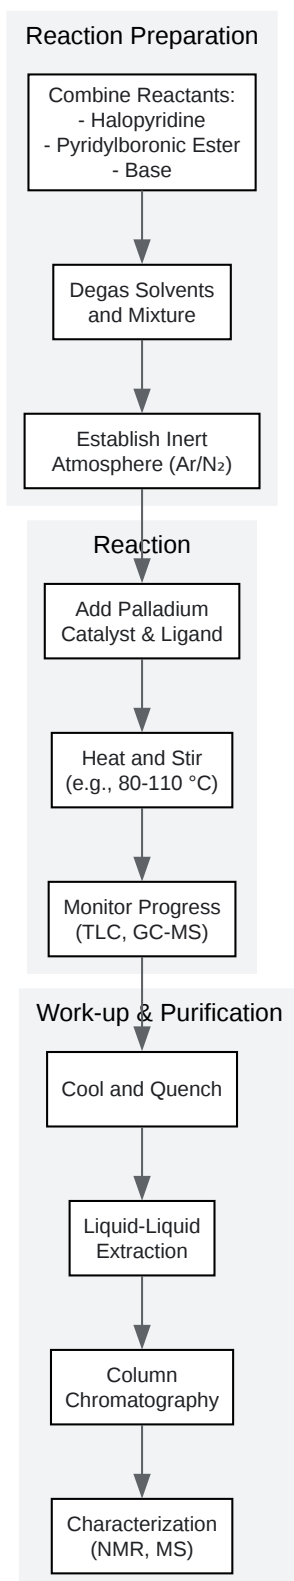 Reaction Preparation
Combine Reactants:
- Halopyridine
- Pyridylboronic Ester
- Base
Degas Solvents
and Mixture
Establish Inert
Atmosphere (Ar/N₂)
Reaction
Add Palladium
Catalyst & Ligand
Heat and Stir
(e.g., 80-110 °C)
Monitor Progress
(TLC, GC-MS)
Work-up & Purification
Cool and Quench
Liquid-Liquid
Extraction
Column
Chromatography
Characterization
(NMR, MS)